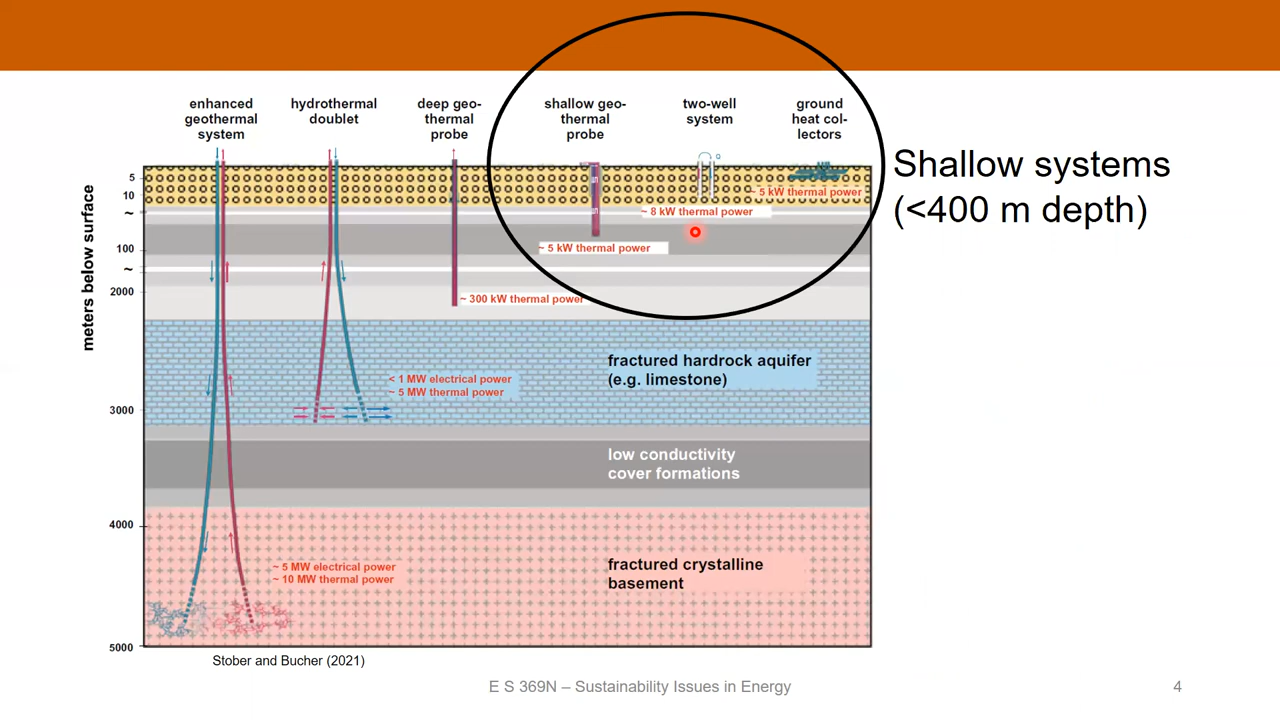 enhanced
geothermal
system
hydrothermal
doublet
deep geo-
thermal
probe
shallow geo-
thermal
probe
two-well
system
ground
heat col-
lectors
Shallow systems
(<400 m depth)
meters below surface
5
10
~
100
~
2000
3000
4000
5000
~ 5 kW thermal power
~ 8 kW thermal power
~ 5 kW thermal power
~ 300 kW thermal power
fractured hardrock aquifer
(e.g. limestone)
< 1 MW electrical power
~ 5 MW thermal power
low conductivity
cover formations
fractured crystalline
basement
~ 5 MW electrical power
~ 10 MW thermal power
Stober and Bucher (2021)
E S 369N – Sustainability Issues in Energy
4